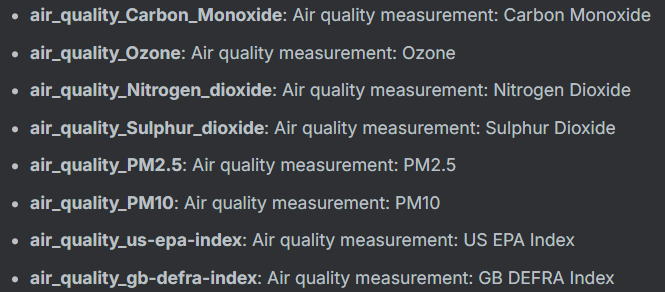 • air_quality_Carbon_Monoxide: Air quality measurement: Carbon Monoxide
• air_quality_Ozone: Air quality measurement: Ozone
• air_quality_Nitrogen_dioxide: Air quality measurement: Nitrogen Dioxide
• air_quality_Sulphur_dioxide: Air quality measurement: Sulphur Dioxide
• air_quality_PM2.5: Air quality measurement: PM2.5
• air_quality_PM10: Air quality measurement: PM10
• air_quality_us-epa-index: Air quality measurement: US EPA Index
• air_quality_gb-defra-index: Air quality measurement: GB DEFRA Index